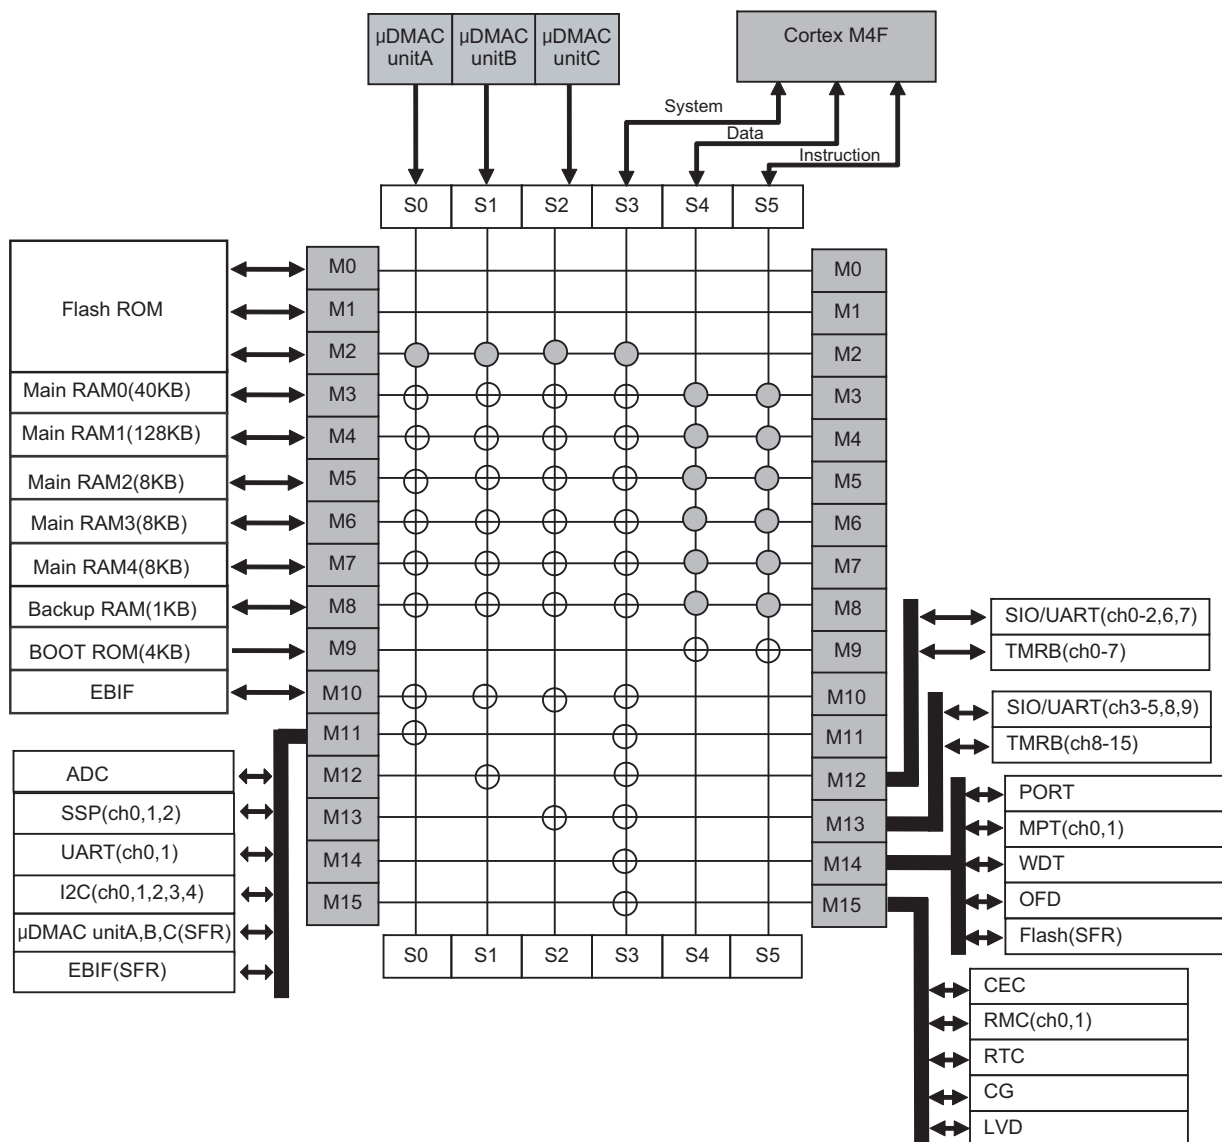 μDMAC unitA
μDMAC unitB
μDMAC unitC
Cortex M4F
System
Data
Instruction
S0 S1 S2 S3 S4 S5
Flash ROM
Main RAM0(40KB)
Main RAM1(128KB)
Main RAM2(8KB)
Main RAM3(8KB)
Main RAM4(8KB)
Backup RAM(1KB)
BOOT ROM(4KB)
EBIF
ADC
SSP(ch0,1,2)
UART(ch0,1)
I2C(ch0,1,2,3,4)
μDMAC unitA,B,C(SFR)
EBIF(SFR)
M0
M1
M2
M3
M4
M5
M6
M7
M8
M9
M10
M11
M12
M13
M14
M15
M0
M1
M2
M3
M4
M5
M6
M7
M8
M9
M10
M11
M12
M13
M14
M15
S0 S1 S2 S3 S4 S5
SIO/UART(ch0-2,6,7)
TMRB(ch0-7)
SIO/UART(ch3-5,8,9)
TMRB(ch8-15)
PORT
MPT(ch0,1)
WDT
OFD
Flash(SFR)
CEC
RMC(ch0,1)
RTC
CG
LVD